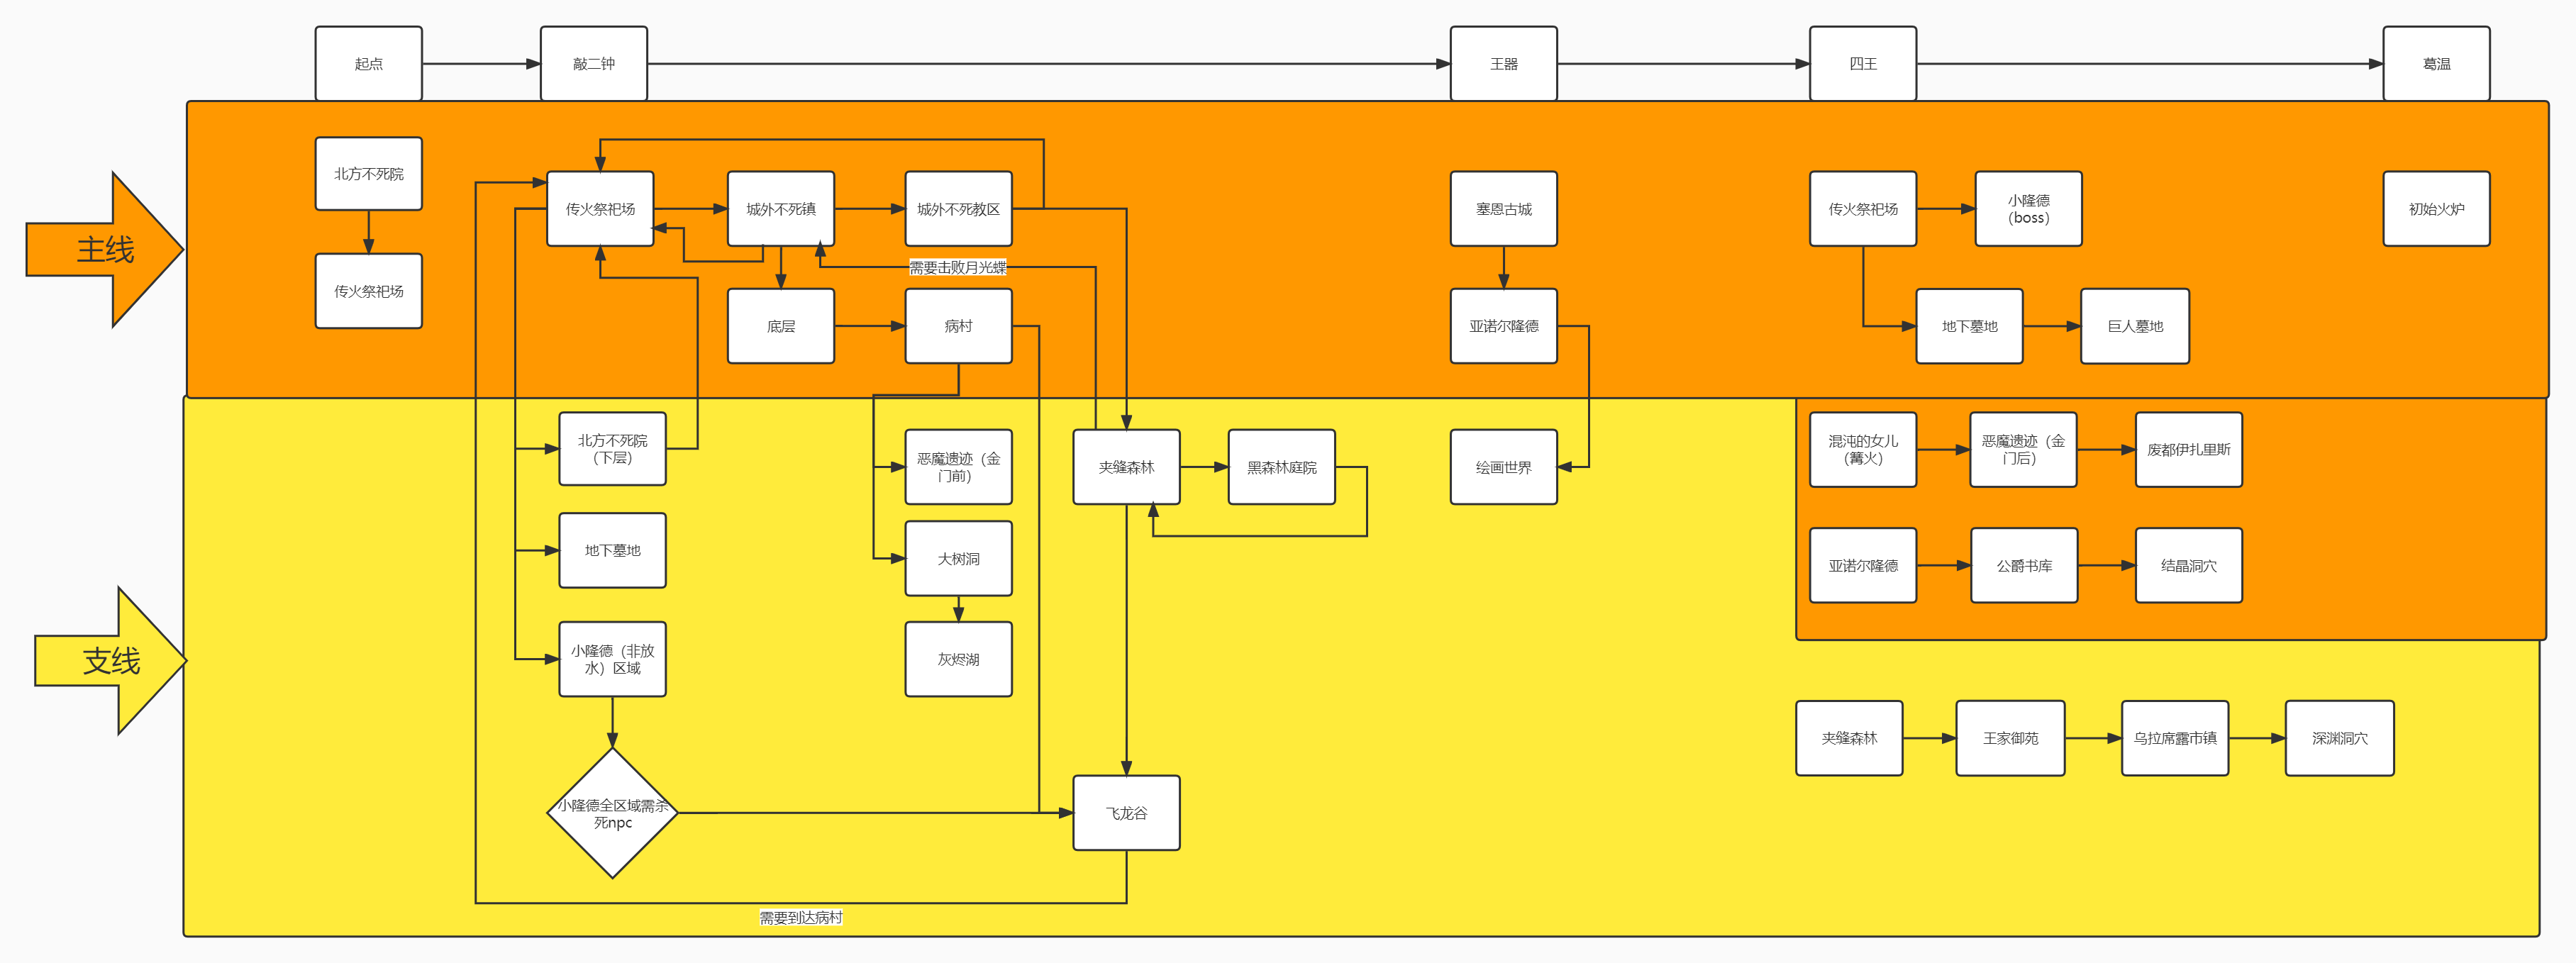 起点
敲二钟
王器
四王
葛温
主线
北方不死院
传火祭祀场
传火祭祀场
城外不死镇
城外不死教区
需要击败月光蝶
底层
病村
塞恩古城
亚诺尔隆德
传火祭祀场
小隆德
（boss）
地下墓地
巨人墓地
初始火炉
支线
北方不死院
（下层）
地下墓地
小隆德（非放
水）区域
小隆德全区域需杀
死npc
恶魔遗迹（金
门前）
大树洞
灰烬湖
夹缝森林
黑森林庭院
飞龙谷
需要到达病村
绘画世界
混沌的女儿
（篝火）
恶魔遗迹（金
门后）
废都伊扎里斯
亚诺尔隆德
公爵书库
结晶洞穴
夹缝森林
王家御苑
乌拉席露市镇
深渊洞穴